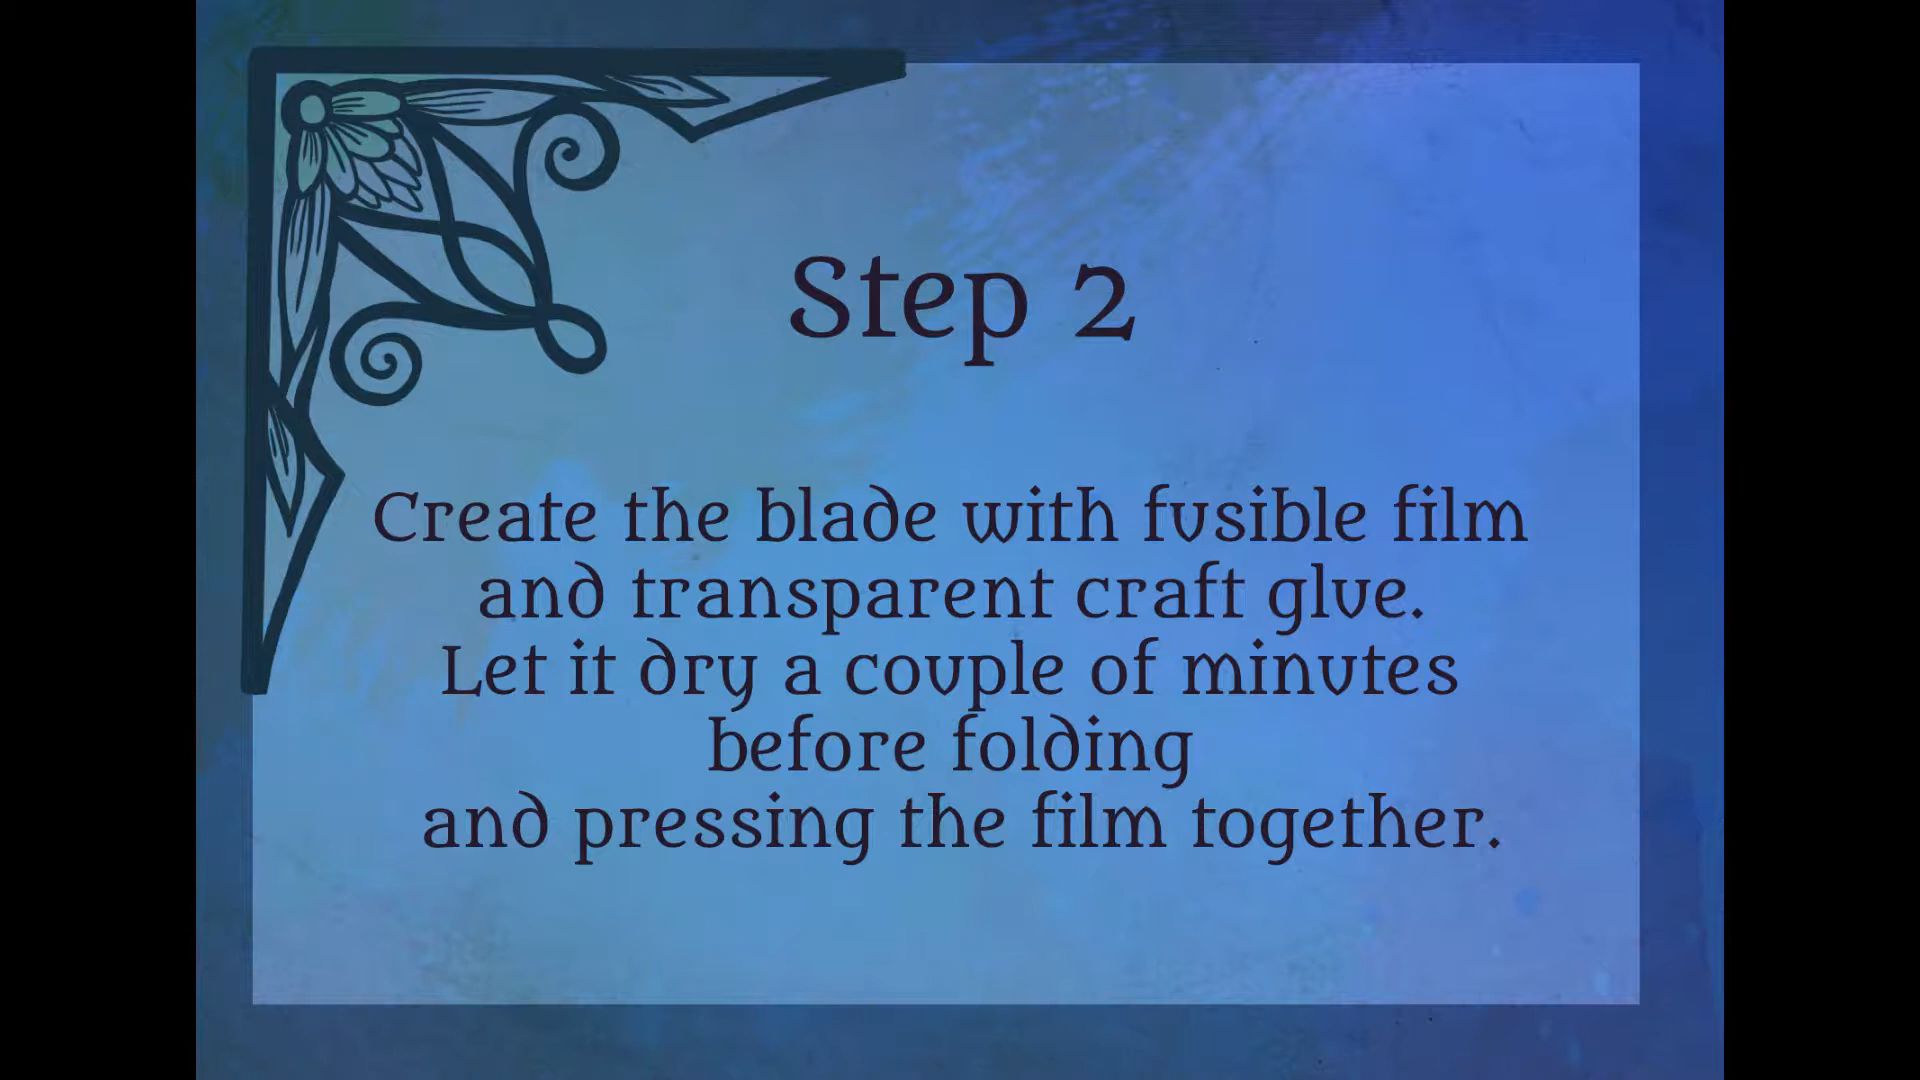 Step 2
Create the blade with fusible film
and transparent craft glue.
Let it dry a couple of minutes
before folding
and pressing the film together.